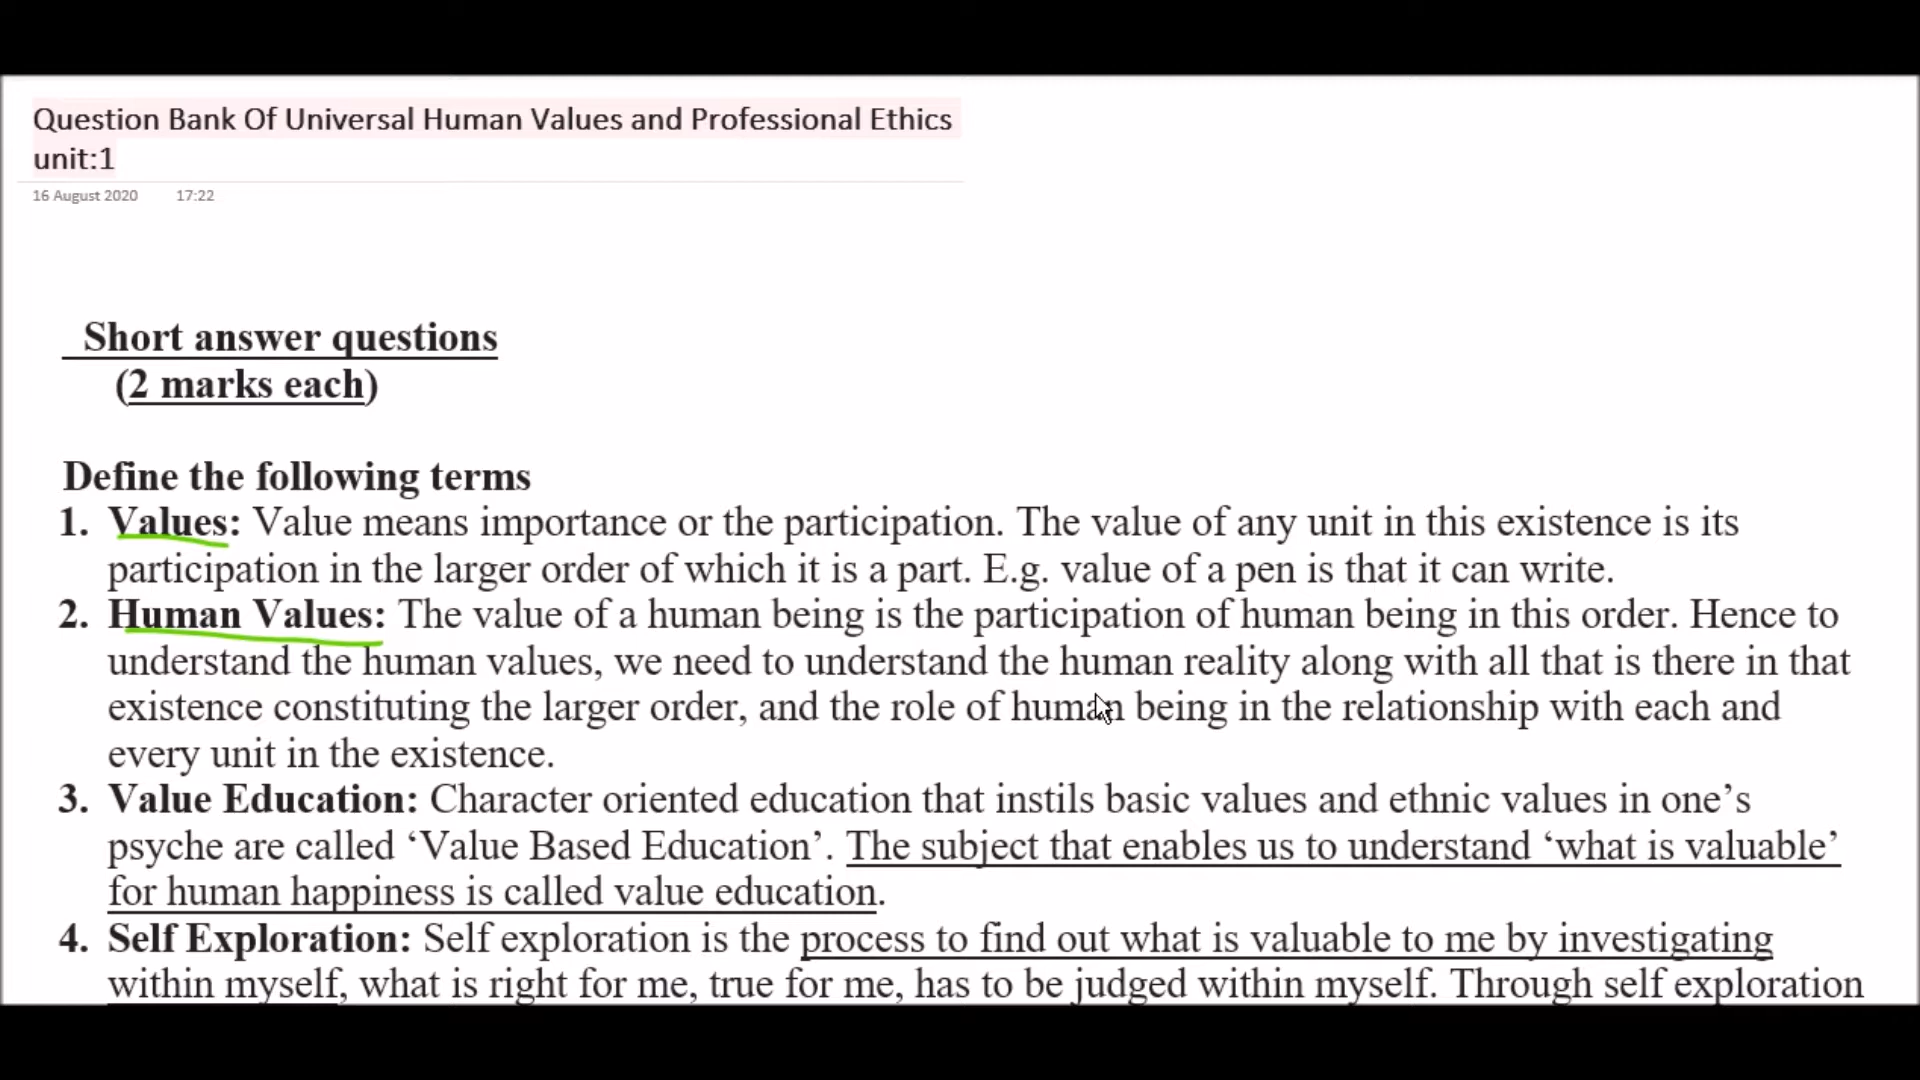 Question Bank Of Universal Human Values and Professional Ethics
unit:1
16 August 2020 17:22
Short answer questions
(2 marks each)
Define the following terms
1. Values: Value means importance or the participation. The value of any unit in this existence is its
participation in the larger order of which it is a part. E.g. value of a pen is that it can write.
2. Human Values: The value of a human being is the participation of human being in this order. Hence to
understand the human values, we need to understand the human reality along with all that is there in that
existence constituting the larger order, and the role of human being in the relationship with each and
every unit in the existence.
3. Value Education: Character oriented education that instils basic values and ethnic values in one’s
psyche are called ‘Value Based Education’. The subject that enables us to understand ‘what is valuable’
for human happiness is called value education.
4. Self Exploration: Self exploration is the process to find out what is valuable to me by investigating
within myself, what is right for me, true for me, has to be judged within myself. Through self exploration